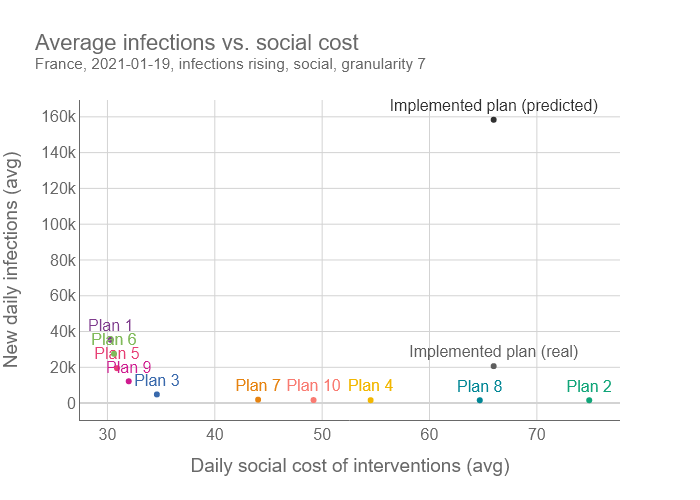 Average infections vs. social cost
France, 2021-01-19, infections rising, social, granularity 7
New daily infections (avg)
160k
140k
120k
100k
80k
60k
40k
20k
0
Implemented plan (predicted)
Plan 1
Plan 6
Plan 5
Plan 9
Plan 3
Implemented plan (real)
Plan 7
Plan 10
Plan 4
Plan 8
Plan 2
30
40
50
60
70
Daily social cost of interventions (avg)